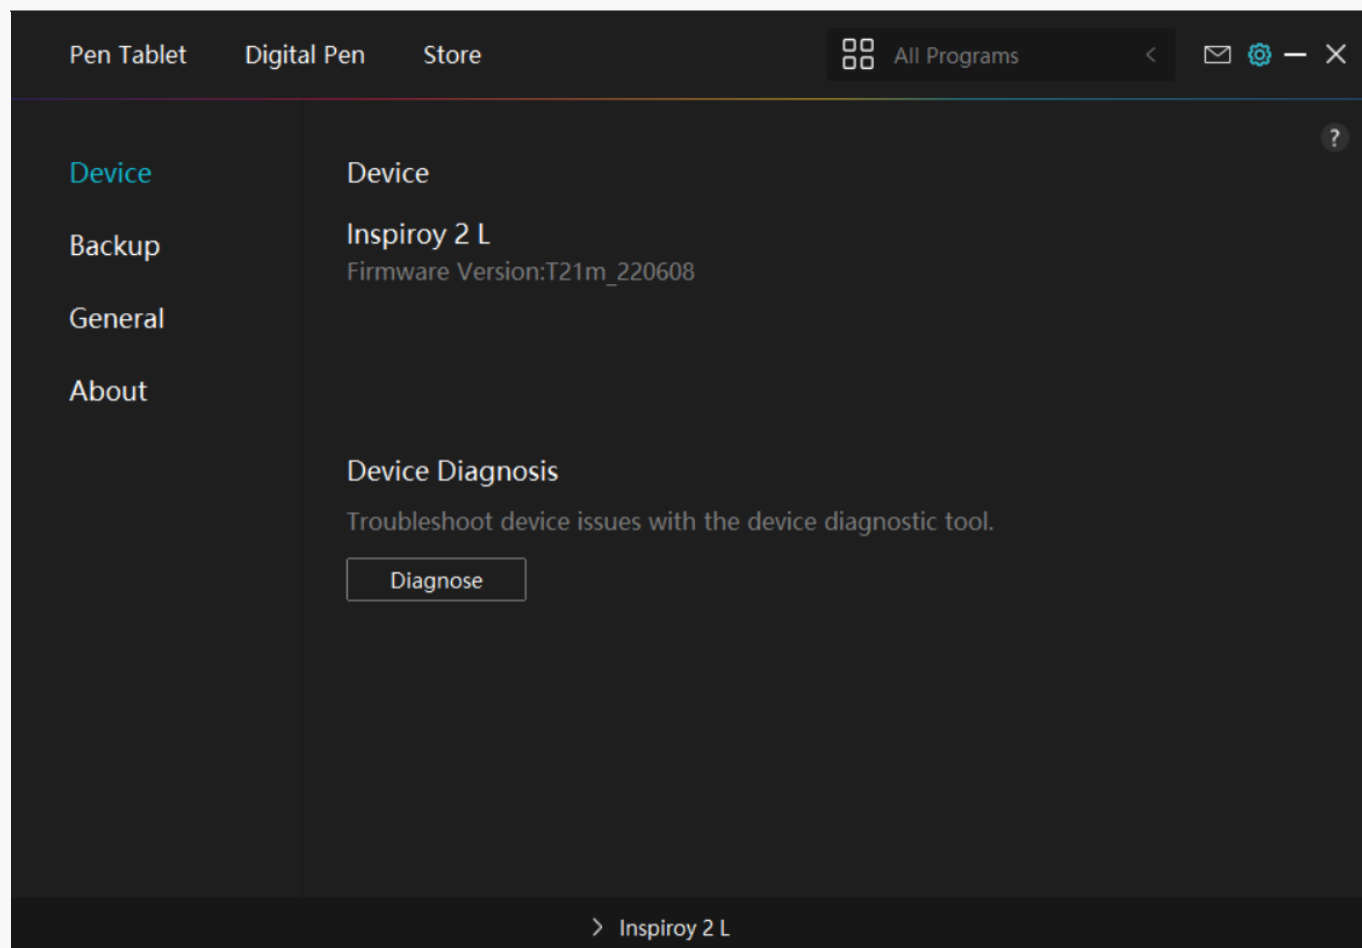 Pen Tablet Digital Pen Store All Programs
?
Device
Backup
General
About
Device
Inspiroy 2 L
Firmware Version:T21m_220608
Device Diagnosis
Troubleshoot device issues with the device diagnostic tool.
Diagnose
Inspiroy 2 L